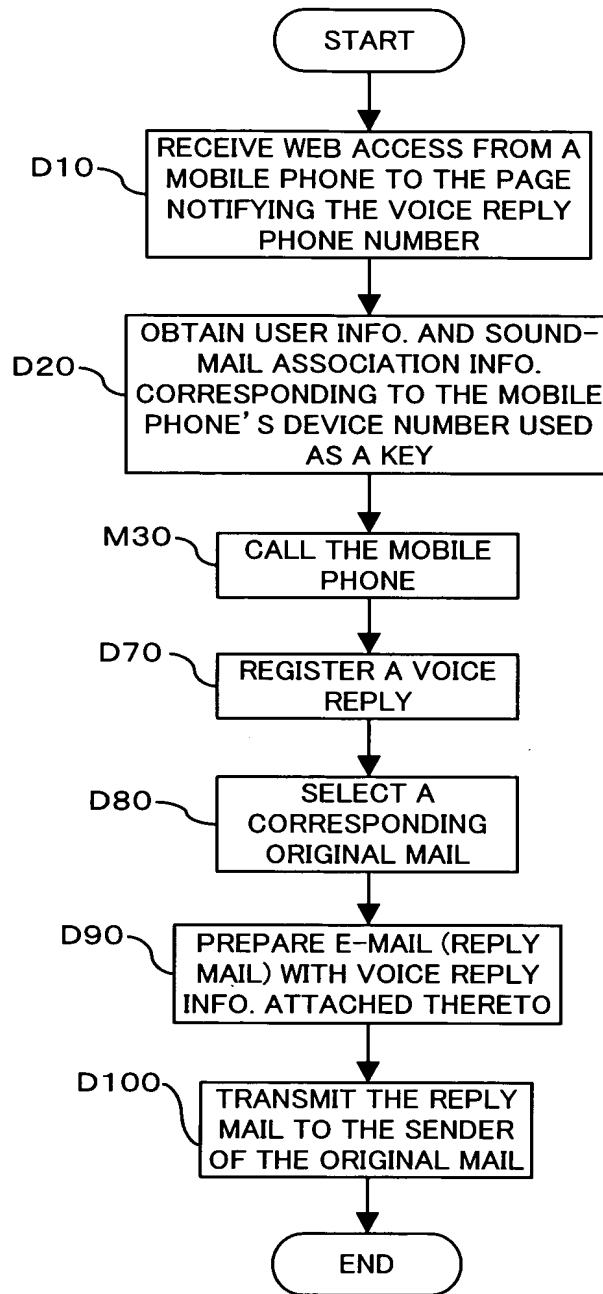 START
D10
RECEIVE WEB ACCESS FROM A
MOBILE PHONE TO THE PAGE
NOTIFYING THE VOICE REPLY
PHONE NUMBER
D20
OBTAIN USER INFO. AND SOUND-
MAIL ASSOCIATION INFO.
CORRESPONDING TO THE MOBILE
PHONE'S DEVICE NUMBER USED
AS A KEY
M30
CALL THE MOBILE
PHONE
D70
REGISTER A VOICE
REPLY
D80
SELECT A
CORRESPONDING
ORIGINAL MAIL
D90
PREPARE E-MAIL (REPLY
MAIL) WITH VOICE REPLY
INFO. ATTACHED THERETO
D100
TRANSMIT THE REPLY
MAIL TO THE SENDER
OF THE ORIGINAL MAIL
END